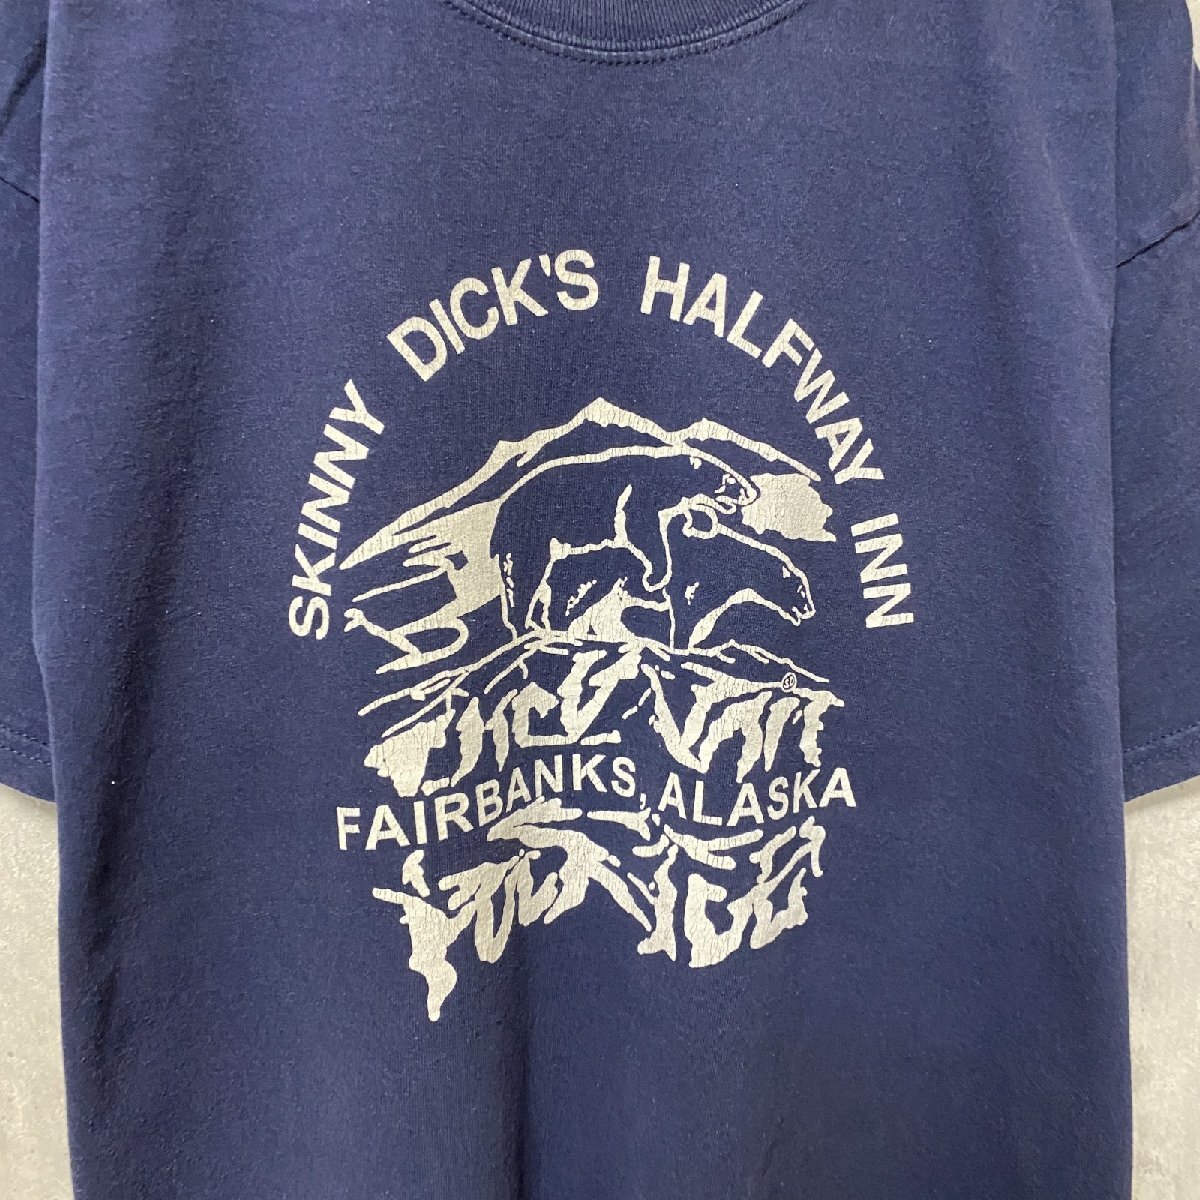 SKINNY DICK'S HALFWAY INN
FAIRBANKS, ALASKA